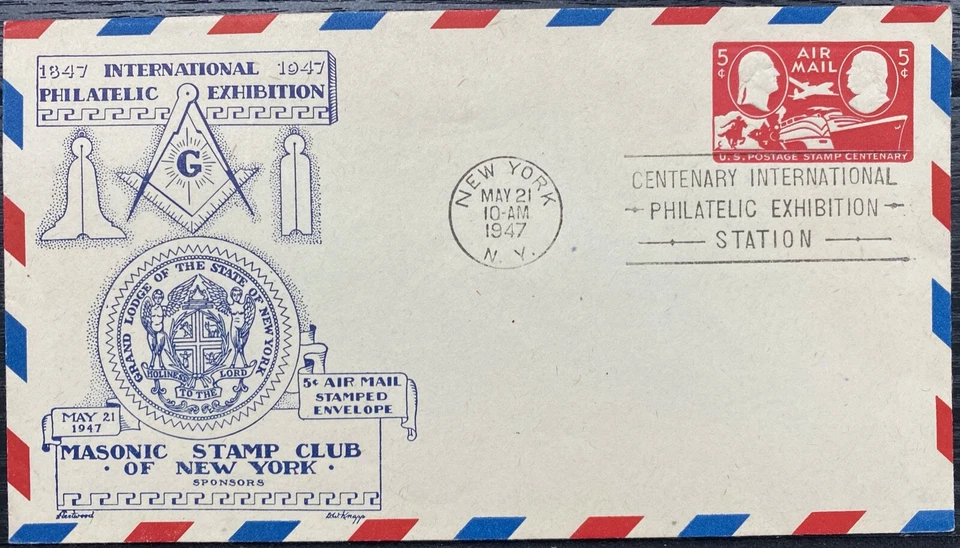 1847 INTERNATIONAL 1947
PHILATELIC EXHIBITION
G
GRAND LODGE OF THE STATE OF NEW YORK
HOLINESS LORD
TO THE
5¢ AIR MAIL
STAMPED
ENVELOPE
MAY 21
1947
MASONIC STAMP CLUB
· OF NEW YORK ·
SPONSORS
Fleetwood
D.W. Knapp
NEW YORK
MAY 21
10-AM
1947
N. Y.
5¢ AIR MAIL 5¢
U.S. POSTAGE STAMP CENTENARY
CENTENARY INTERNATIONAL
PHILATELIC EXHIBITION
STATION